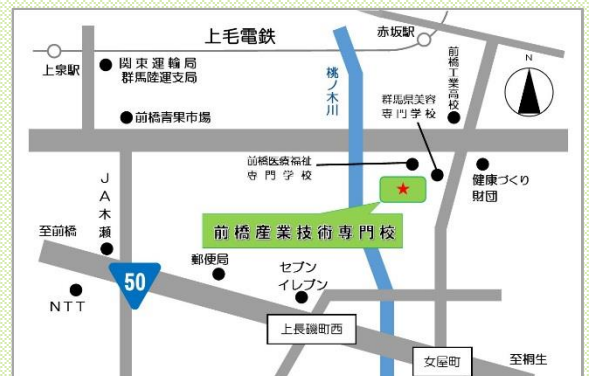 上毛電鉄
赤坂駅
上泉駅
関東運輸局
群馬陸運支局
前橋青果市場
桃ノ木川
前橋工業高校
群馬県美容
専門学校
N
前橋医療福祉
専門学校
健康づくり
財団
JA木瀬
至前橋
前橋産業技術専門校
50
郵便局
セブン
イレブン
NTT
上長磯町西
女屋町
至桐生